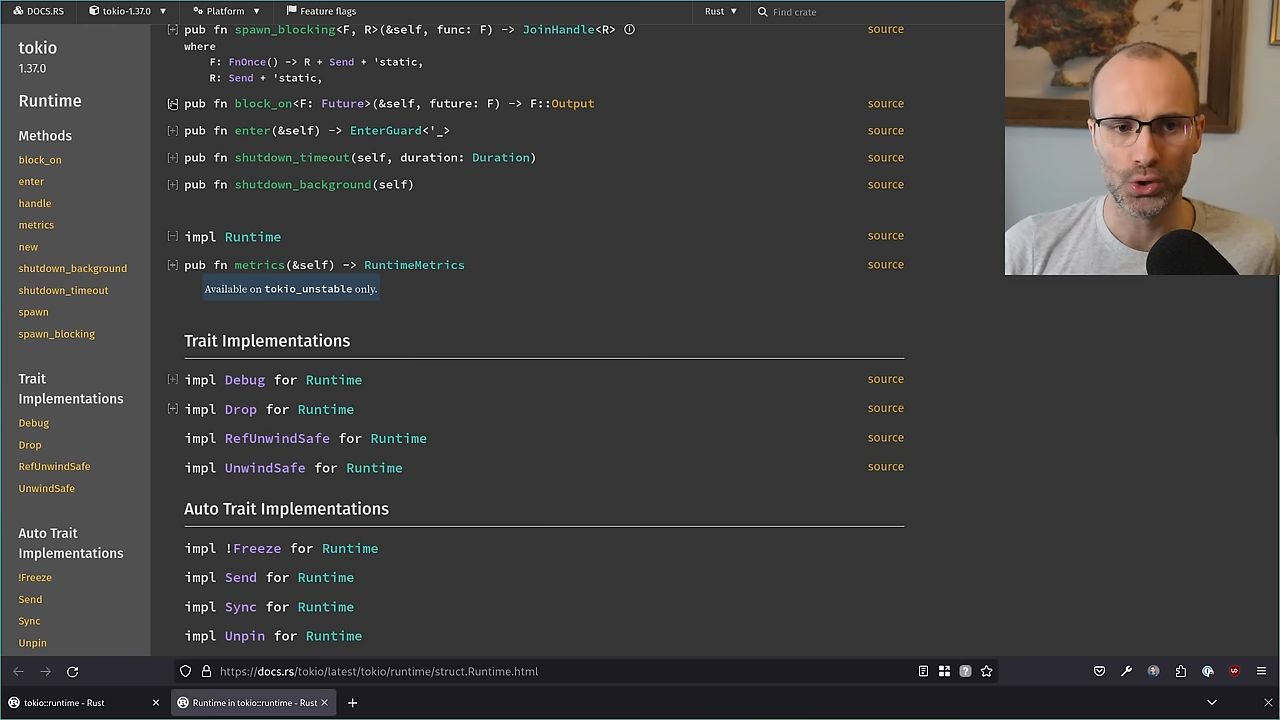 DOCS.RS tokio-1.37.0 Platform Feature flags Rust Find crate
tokio
1.37.0
Runtime
Methods
block_on
enter
handle
metrics
new
shutdown_background
shutdown_timeout
spawn
spawn_blocking
Trait
Implementations
Debug
Drop
RefUnwindSafe
UnwindSafe
Auto Trait
Implementations
!Freeze
Send
Sync
Unpin
[+] pub fn spawn_blocking<F, R>(&self, func: F) -> JoinHandle<R> ⓘ source
where
F: FnOnce() -> R + Send + 'static,
R: Send + 'static,
pub fn block_on<F: Future>(&self, future: F) -> F::Output source
[+] pub fn enter(&self) -> EnterGuard<'_> source
[+] pub fn shutdown_timeout(self, duration: Duration) source
[+] pub fn shutdown_background(self) source
[-] impl Runtime source
[+] pub fn metrics(&self) -> RuntimeMetrics source
Available on tokio_unstable only.
Trait Implementations
[+] impl Debug for Runtime source
[+] impl Drop for Runtime source
impl RefUnwindSafe for Runtime source
impl UnwindSafe for Runtime source
Auto Trait Implementations
impl !Freeze for Runtime
impl Send for Runtime
impl Sync for Runtime
impl Unpin for Runtime
https://docs.rs/tokio/latest/tokio/runtime/struct.Runtime.html
tokio::runtime - Rust Runtime in tokio::runtime - Rust